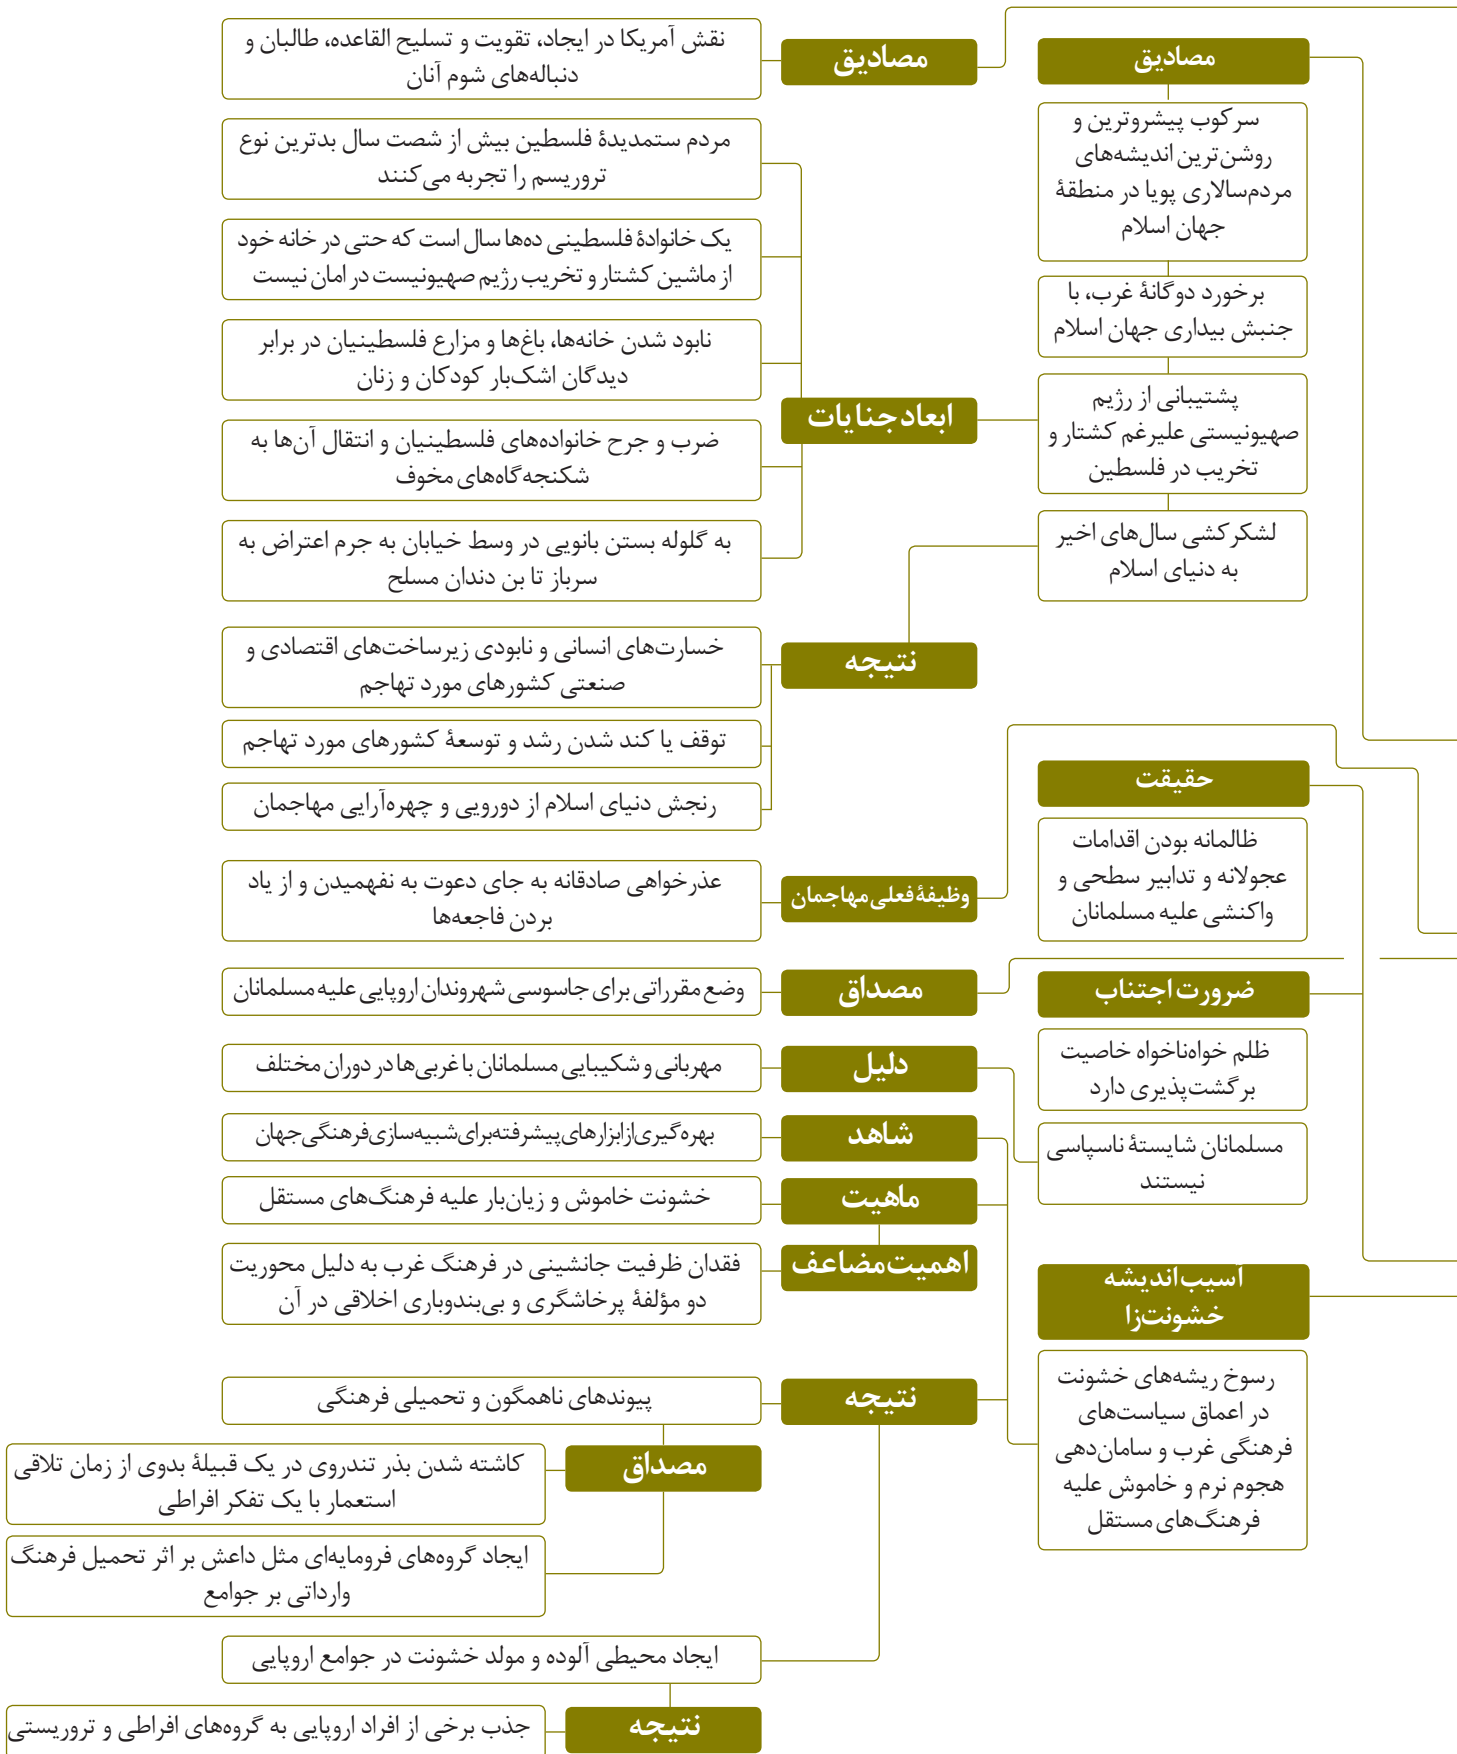 مصادیق
سرکوب پیشروترین و
روشن‌ترین اندیشه‌های
مردم‌سالاری پویا در منطقهٔ
جهان اسلام
برخورد دوگانهٔ غرب، با
جنبش بیداری جهان اسلام
پشتیبانی از رژیم
صهیونیستی علیرغم کشتار و
تخریب در فلسطین
لشکرکشی سال‌های اخیر
به دنیای اسلام
مصادیق
نقش آمریکا در ایجاد، تقویت و تسلیح القاعده، طالبان و
دنباله‌های شوم آنان
ابعاد جنایات
مردم ستمدیدهٔ فلسطین بیش از شصت سال بدترین نوع
تروریسم را تجربه می‌کنند
یک خانوادهٔ فلسطینی ده‌ها سال است که حتی در خانه خود
از ماشین کشتار و تخریب رژیم صهیونیست در امان نیست
نابود شدن خانه‌ها، باغ‌ها و مزارع فلسطینیان در برابر
دیدگان اشک‌بار کودکان و زنان
ضرب و جرح خانواده‌های فلسطینیان و انتقال آن‌ها به
شکنجه‌گاه‌های مخوف
به گلوله بستن بانویی در وسط خیابان به جرم اعتراض به
سرباز تا بن دندان مسلح
نتیجه
خسارت‌های انسانی و نابودی زیرساخت‌های اقتصادی و
صنعتی کشورهای مورد تهاجم
توقف یا کند شدن رشد و توسعهٔ کشورهای مورد تهاجم
رنجش دنیای اسلام از دورویی و چهره‌آرایی مهاجمان
حقیقت
ظالمانه بودن اقدامات
عجولانه و تدابیر سطحی و
واکنشی علیه مسلمانان
وظیفهٔ فعلی مهاجمان
عذرخواهی صادقانه به جای دعوت به نفهمیدن و از یاد
بردن فاجعه‌ها
ضرورت اجتناب
ظلم خواه‌ناخواه خاصیت
برگشت‌پذیری دارد
مسلمانان شایستهٔ ناسپاسی
نیستند
مصداق
وضع مقرراتی برای جاسوسی شهروندان اروپایی علیه مسلمانان
دلیل
مهربانی و شکیبایی مسلمانان با غربی‌ها در دوران مختلف
شاهد
بهره‌گیری از ابزارهای پیشرفته برای شبیه‌سازی فرهنگی جهان
ماهیت
خشونت خاموش و زیان‌بار علیه فرهنگ‌های مستقل
اهمیت مضاعف
فقدان ظرفیت جانشینی در فرهنگ غرب به دلیل محوریت
دو مؤلفهٔ پرخاشگری و بی‌بندوباری اخلاقی در آن
آسیب اندیشه
خشونت‌زا
رسوخ ریشه‌های خشونت
در اعماق سیاست‌های
فرهنگی غرب و سامان‌دهی
هجوم نرم و خاموش علیه
فرهنگ‌های مستقل
نتیجه
پیوندهای ناهمگون و تحمیلی فرهنگی
مصداق
کاشته شدن بذر تندروی در یک قبیلهٔ بدوی از زمان تلاقی
استعمار با یک تفکر افراطی
ایجاد گروه‌های فرومایه‌ای مثل داعش بر اثر تحمیل فرهنگ
وارداتی بر جوامع
ایجاد محیطی آلوده و مولد خشونت در جوامع اروپایی
نتیجه
جذب برخی از افراد اروپایی به گروه‌های افراطی و تروریستی